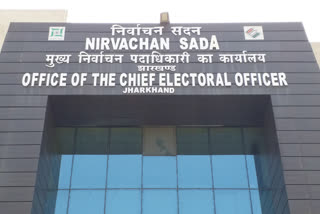 निर्वाचन सदन
NIRVACHAN SADA
मुख्य निर्वाचन पदाधिकारी का कार्यालय
झारखण्ड
OFFICE OF THE CHIEF ELECTORAL OFFICER
JHARKHAND